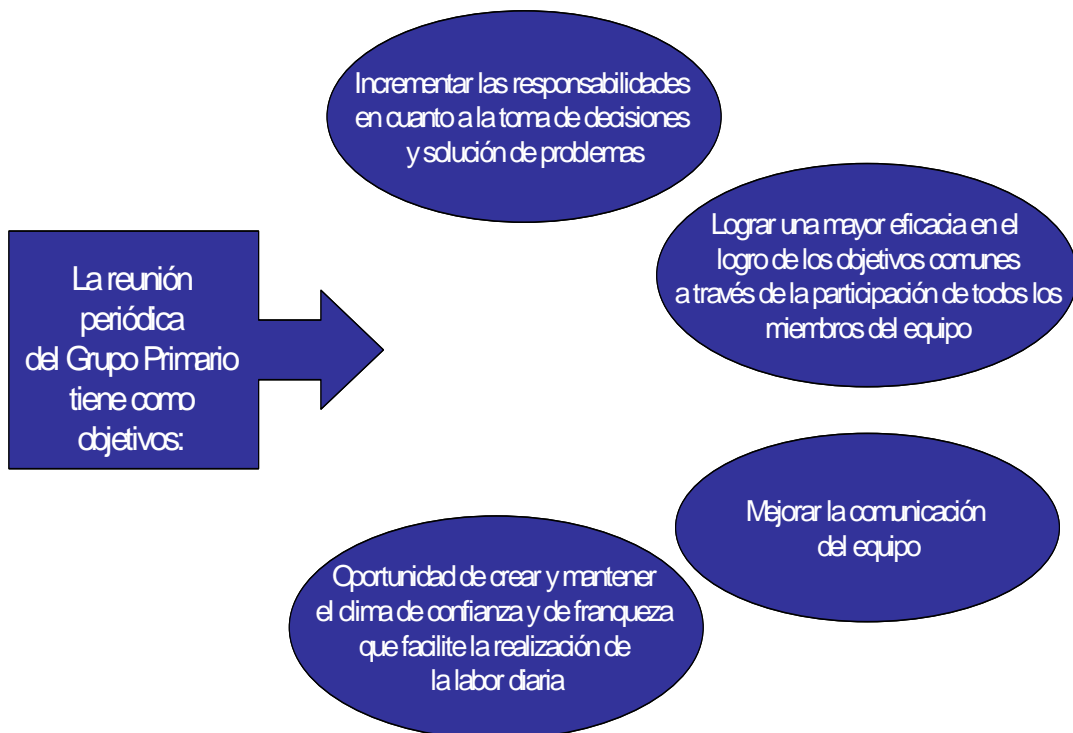 La reunión
periódica
del Grupo Primario
tiene como
objetivos:
Incrementar las responsabilidades
en cuanto a la toma de decisiones
y solución de problemas
Lograr una mayor eficacia en el
logro de los objetivos comunes
a través de la participación de todos los
miembros del equipo
Mejorar la comunicación
del equipo
Oportunidad de crear y mantener
el clima de confianza y de franqueza
que facilite la realización de
la labor diaria